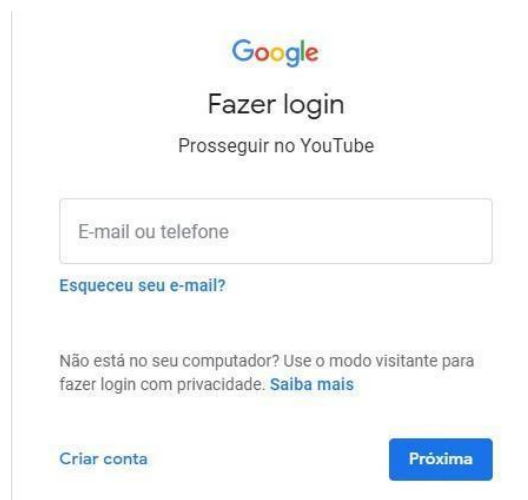 Google
Fazer login
Prosseguir no YouTube
E-mail ou telefone
Esqueceu seu e-mail?
Não está no seu computador? Use o modo visitante para
fazer login com privacidade. Saiba mais
Criar conta
Próxima